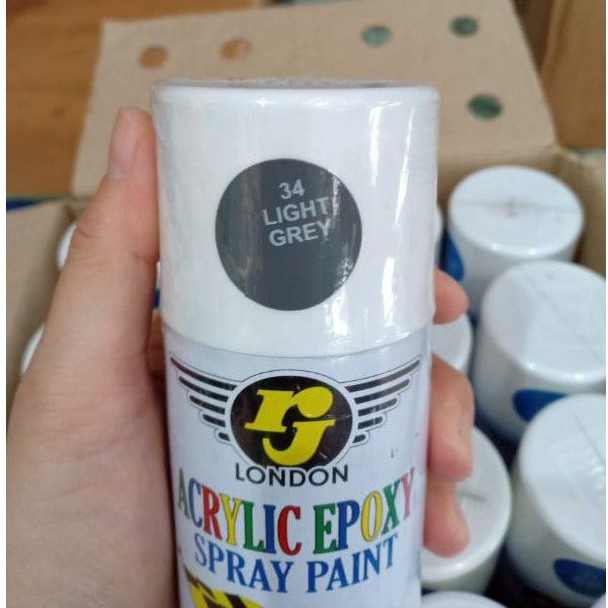 34
LIGHT
GREY
rj
LONDON
ACRYLIC EPOXY
SPRAY PAINT